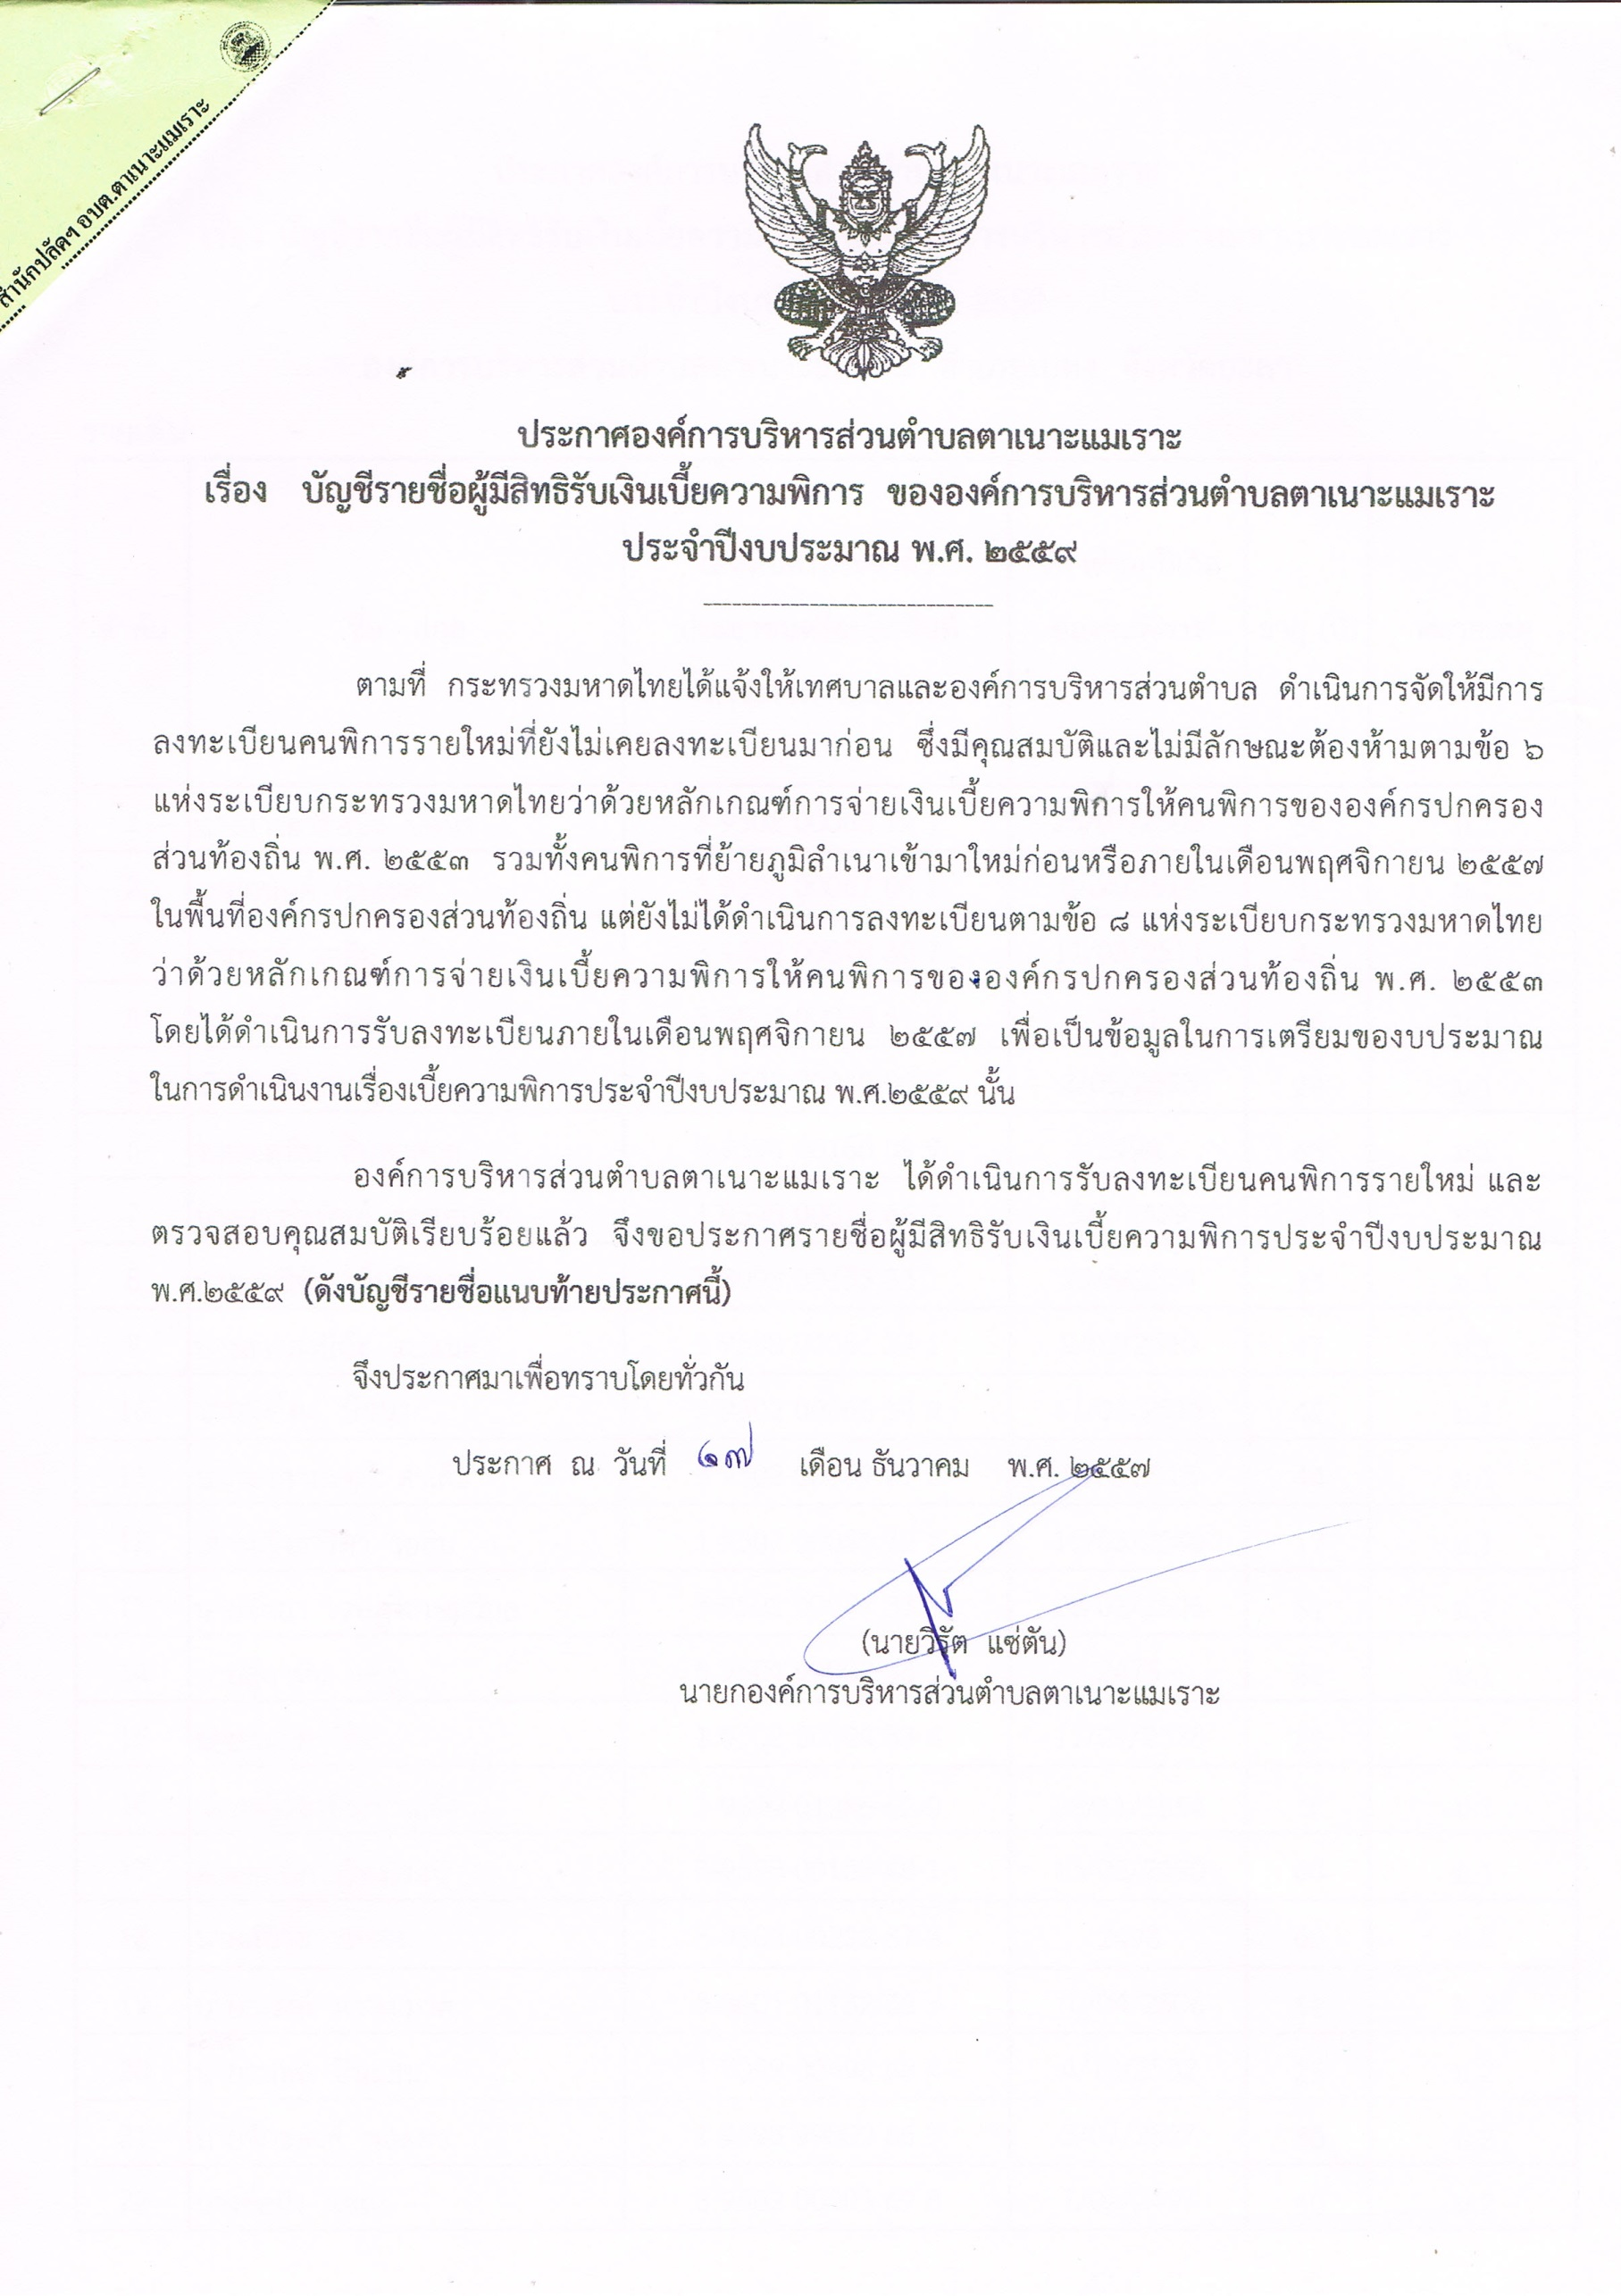 สำนักปลัดฯ อบต.ตาเนาะแมเราะ
ประกาศองค์การบริหารส่วนตำบลตาเนาะแมเราะ
เรื่อง บัญชีรายชื่อผู้มีสิทธิรับเงินเบี้ยความพิการ ขององค์การบริหารส่วนตำบลตาเนาะแมเราะ
ประจำปีงบประมาณ พ.ศ. ๒๕๕๙
ตามที่ กระทรวงมหาดไทยได้แจ้งให้เทศบาลและองค์การบริหารส่วนตำบล ดำเนินการจัดให้มีการ
ลงทะเบียนคนพิการรายใหม่ที่ยังไม่เคยลงทะเบียนมาก่อน ซึ่งมีคุณสมบัติและไม่มีลักษณะต้องห้ามตามข้อ ๖
แห่งระเบียบกระทรวงมหาดไทยว่าด้วยหลักเกณฑ์การจ่ายเงินเบี้ยความพิการให้คนพิการขององค์กรปกครอง
ส่วนท้องถิ่น พ.ศ. ๒๕๕๓ รวมทั้งคนพิการที่ย้ายภูมิลำเนาเข้ามาใหม่ก่อนหรือภายในเดือนพฤศจิกายน ๒๕๕๗
ในพื้นที่องค์กรปกครองส่วนท้องถิ่น แต่ยังไม่ได้ดำเนินการลงทะเบียนตามข้อ ๘ แห่งระเบียบกระทรวงมหาดไทย
ว่าด้วยหลักเกณฑ์การจ่ายเงินเบี้ยความพิการให้คนพิการขององค์กรปกครองส่วนท้องถิ่น พ.ศ. ๒๕๕๓
โดยได้ดำเนินการรับลงทะเบียนภายในเดือนพฤศจิกายน ๒๕๕๗ เพื่อเป็นข้อมูลในการเตรียมของบประมาณ
ในการดำเนินงานเรื่องเบี้ยความพิการประจำปีงบประมาณ พ.ศ.๒๕๕๙ นั้น
องค์การบริหารส่วนตำบลตาเนาะแมเราะ ได้ดำเนินการรับลงทะเบียนคนพิการรายใหม่ และ
ตรวจสอบคุณสมบัติเรียบร้อยแล้ว จึงขอประกาศรายชื่อผู้มีสิทธิรับเงินเบี้ยความพิการประจำปีงบประมาณ
พ.ศ.๒๕๕๙ (ดังบัญชีรายชื่อแนบท้ายประกาศนี้)
จึงประกาศมาเพื่อทราบโดยทั่วกัน
ประกาศ ณ วันที่ ๑๗ เดือน ธันวาคม พ.ศ. ๒๕๕๗
(นายวิรัต แซ่ตัน)
นายกองค์การบริหารส่วนตำบลตาเนาะแมเราะ